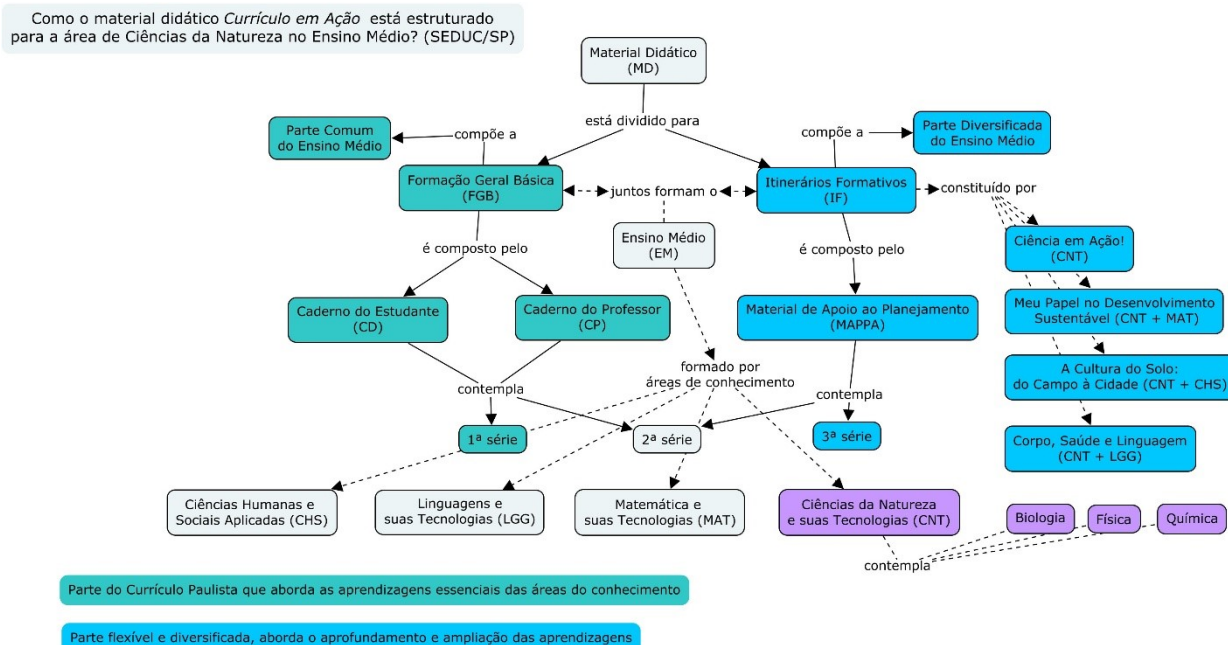 Como o material didático Currículo em Ação está estruturado
para a área de Ciências da Natureza no Ensino Médio? (SEDUC/SP)
Material Didático
(MD)
está dividido para
Parte Comum
do Ensino Médio
compõe a
compõe a
Parte Diversificada
do Ensino Médio
Formação Geral Básica
(FGB)
juntos formam o
Itinerários Formativos
(IF)
constituído por
Ensino Médio
(EM)
é composto pelo
é composto pelo
Ciência em Ação!
(CNT)
Caderno do Estudante
(CD)
Caderno do Professor
(CP)
Material de Apoio ao Planejamento
(MAPPA)
Meu Papel no Desenvolvimento
Sustentável (CNT + MAT)
A Cultura do Solo:
do Campo à Cidade (CNT + CHS)
Corpo, Saúde e Linguagem
(CNT + LGG)
contempla
formado por
áreas de conhecimento
contempla
1ª série
2ª série
3ª série
Ciências Humanas e
Sociais Aplicadas (CHS)
Linguagens e
suas Tecnologias (LGG)
Matemática e
suas Tecnologias (MAT)
Ciências da Natureza
e suas Tecnologias (CNT)
Biologia
Física
Química
contempla
Parte do Currículo Paulista que aborda as aprendizagens essenciais das áreas do conhecimento
Parte flexível e diversificada, aborda o aprofundamento e ampliação das aprendizagens